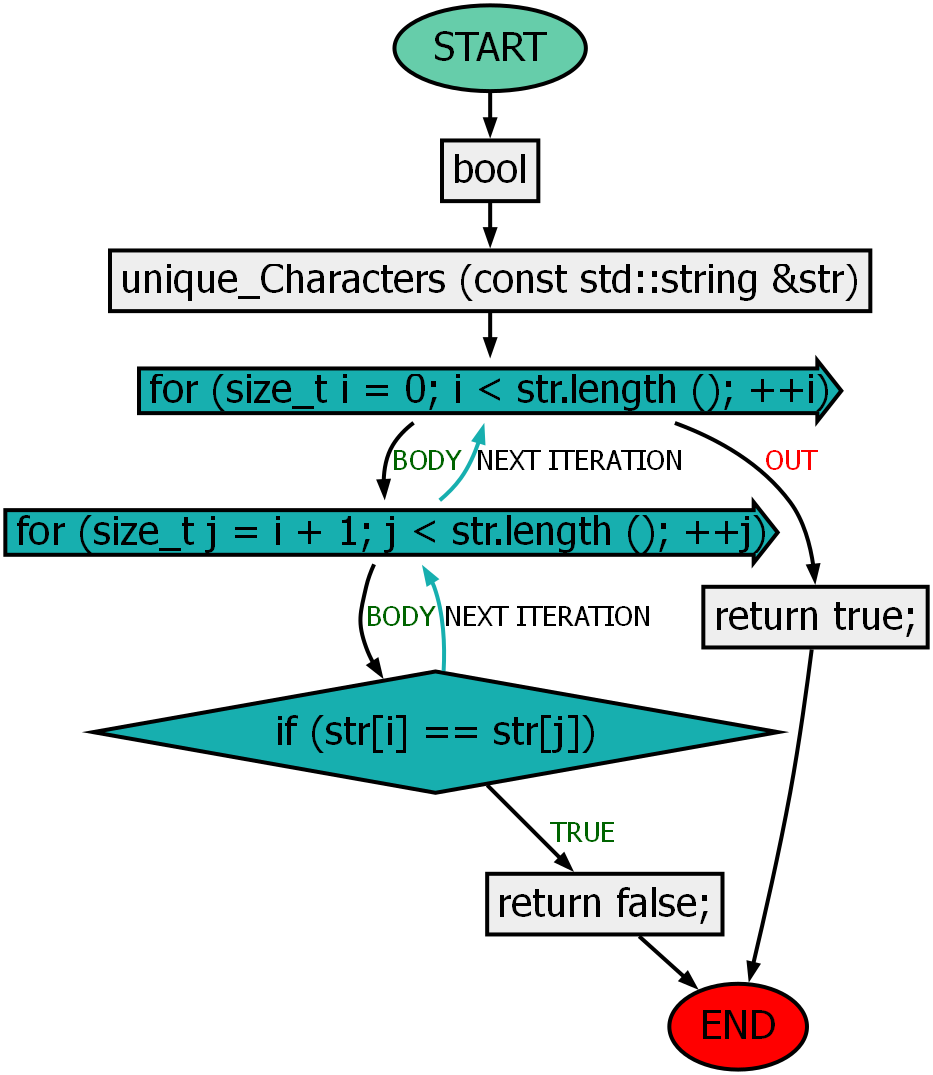 START
bool
unique_Characters (const std::string &str)
for (size_t i = 0; i < str.length (); ++i)
BODY
NEXT ITERATION
OUT
for (size_t j = i + 1; j < str.length (); ++j)
BODY
NEXT ITERATION
return true;
if (str[i] == str[j])
TRUE
return false;
END